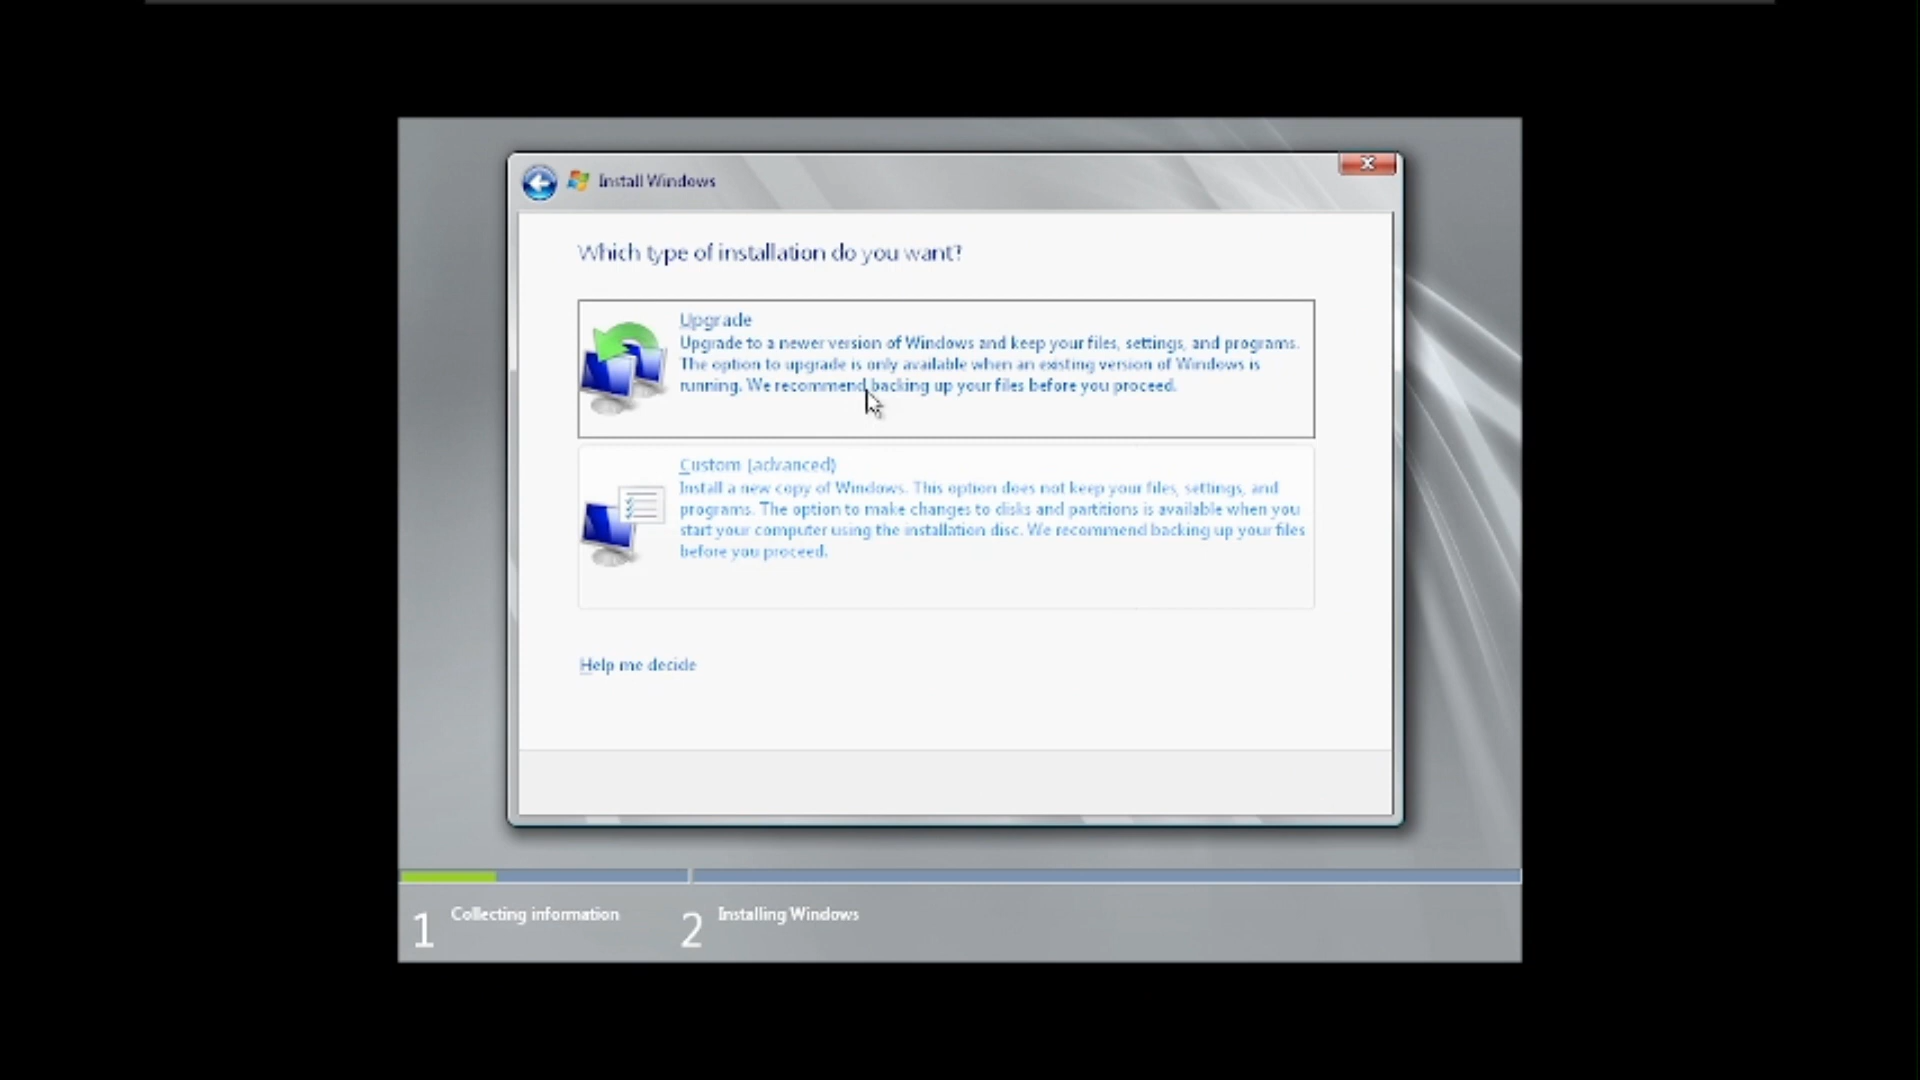 Install Windows
Which type of installation do you want?
Upgrade
Upgrade to a newer version of Windows and keep your files, settings, and programs.
The option to upgrade is only available when an existing version of Windows is
running. We recommend backing up your files before you proceed.
Custom (advanced)
Install a new copy of Windows. This option does not keep your files, settings, and
programs. The option to make changes to disks and partitions is available when you
start your computer using the installation disc. We recommend backing up your files
before you proceed.
Help me decide
1 Collecting information
2 Installing Windows